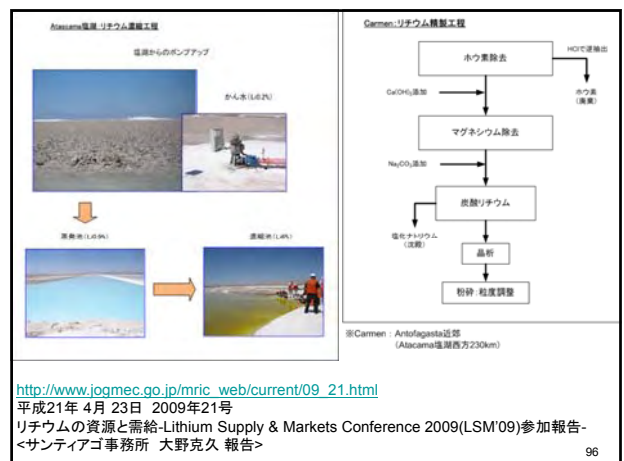 Atacama塩湖:リチウム濃縮工程
塩湖からのポンプアップ
かん水(Li:0.2%)
蒸発池(Li:0.9%)
濃縮池(Li:6%)
Carmen:リチウム精製工程
ホウ素除去
HClで逆抽出
ホウ素
(廃棄)
Ca(OH)₂添加
マグネシウム除去
Na₂CO₃添加
炭酸リチウム
塩化ナトリウム
(沈殿)
晶析
粉砕:粒度調整
※Carmen:Antofagasta近郊
(Atacama塩湖西方230km)
http://www.jogmec.go.jp/mric_web/current/09_21.html
平成21年 4月 23日 2009年21号
リチウムの資源と需給-Lithium Supply & Markets Conference 2009(LSM'09)参加報告-
<サンティアゴ事務所 大野克久 報告>
96